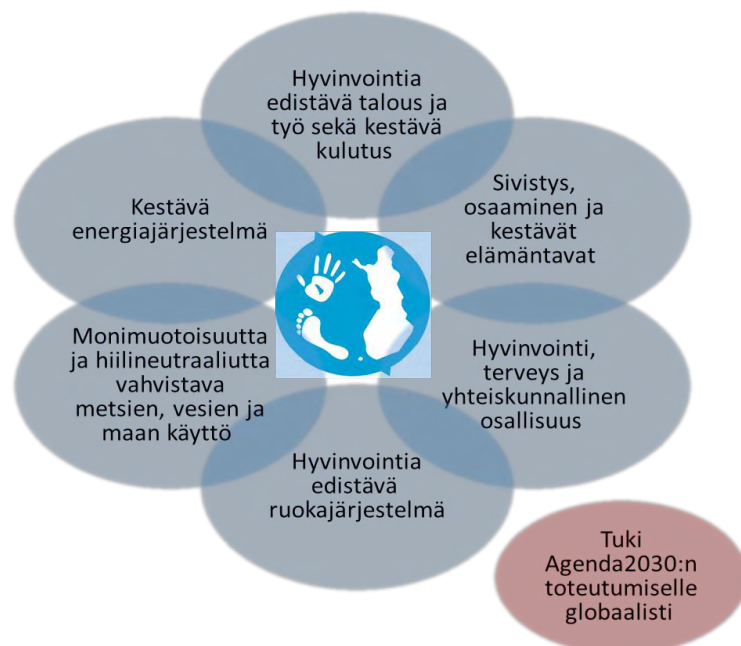 Hyvinvointia
edistävä talous ja
työ sekä kestävä
kulutus
Sivistys,
osaaminen ja
kestävät
elämäntavat
Hyvinvointi,
terveys ja
yhteiskunnallinen
osallisuus
Hyvinvointia
edistävä
ruokajärjestelmä
Monimuotoisuutta
ja hiilineutraaliutta
vahvistava
metsien, vesien ja
maan käyttö
Kestävä
energiajärjestelmä
Tuki
Agenda2030:n
toteutumiselle
globaalisti